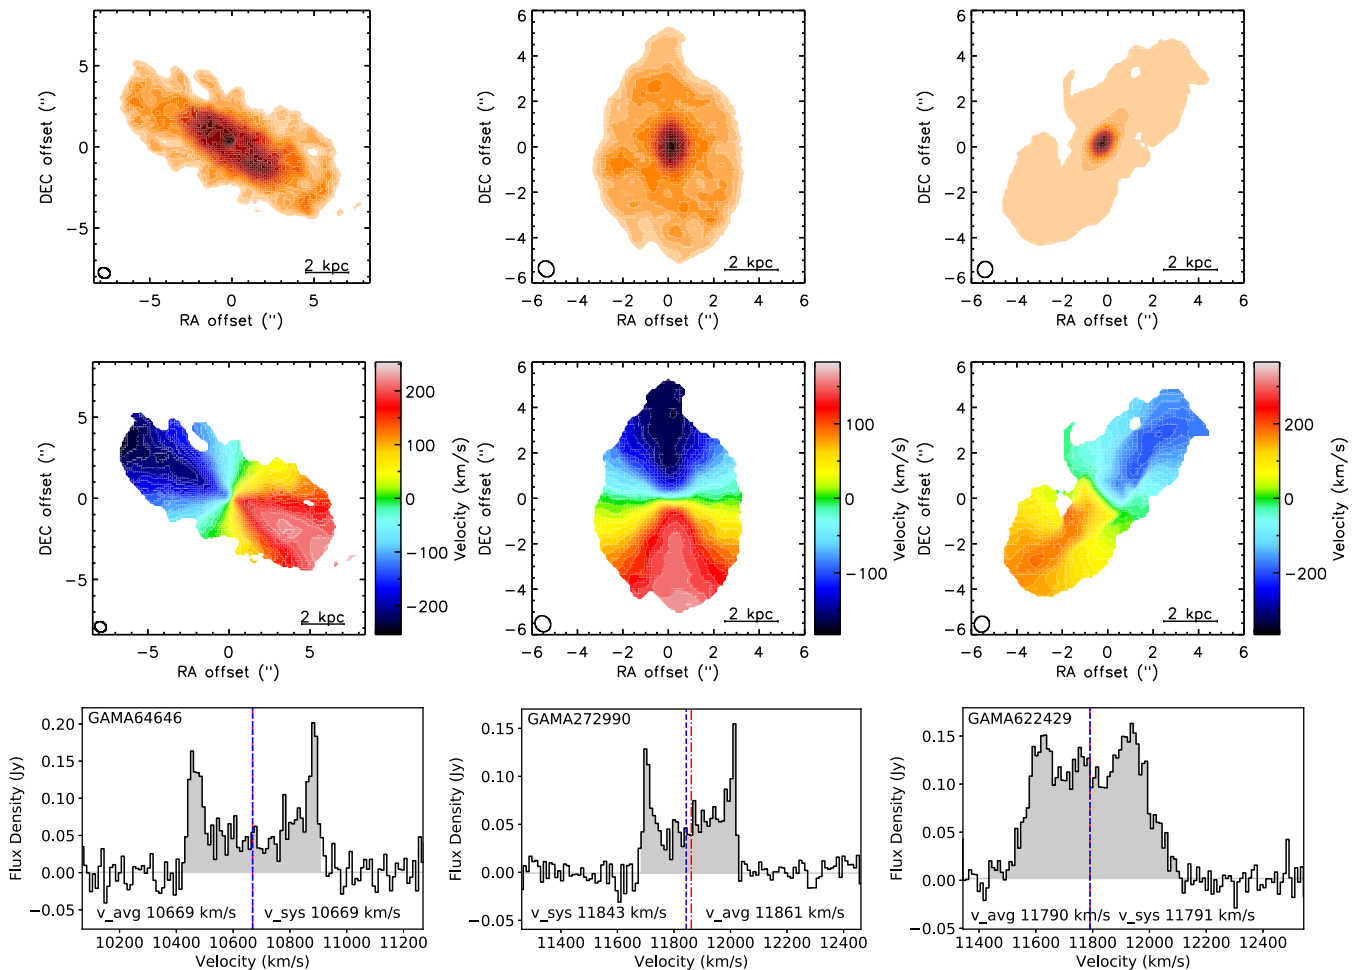 5
0
−5
DEC offset (")
2 kpc
−5 0 5
RA offset (")
6
4
2
0
−2
−4
−6
DEC offset (")
2 kpc
−6 −4 −2 0 2 4 6
RA offset (")
6
4
2
0
−2
−4
−6
DEC offset (")
2 kpc
−6 −4 −2 0 2 4 6
RA offset (")
5
0
−5
DEC offset (")
2 kpc
−5 0 5
RA offset (")
200
100
0
−100
−200
Velocity (km/s)
6
4
2
0
−2
−4
−6
DEC offset (")
2 kpc
−6 −4 −2 0 2 4 6
RA offset (")
100
0
−100
Velocity (km/s)
6
4
2
0
−2
−4
−6
DEC offset (")
2 kpc
−6 −4 −2 0 2 4 6
RA offset (")
200
0
−200
Velocity (km/s)
GAMA64646
0.20
0.15
0.10
0.05
0.00
−0.05
Flux Density (Jy)
v_avg 10669 km/s v_sys 10669 km/s
10200 10400 10600 10800 11000 11200
Velocity (km/s)
GAMA272990
0.15
0.10
0.05
0.00
−0.05
Flux Density (Jy)
v_sys 11843 km/s v_avg 11861 km/s
11400 11600 11800 12000 12200 12400
Velocity (km/s)
GAMA622429
0.15
0.10
0.05
0.00
−0.05
Flux Density (Jy)
v_avg 11790 km/s v_sys 11791 km/s
11400 11600 11800 12000 12200 12400
Velocity (km/s)